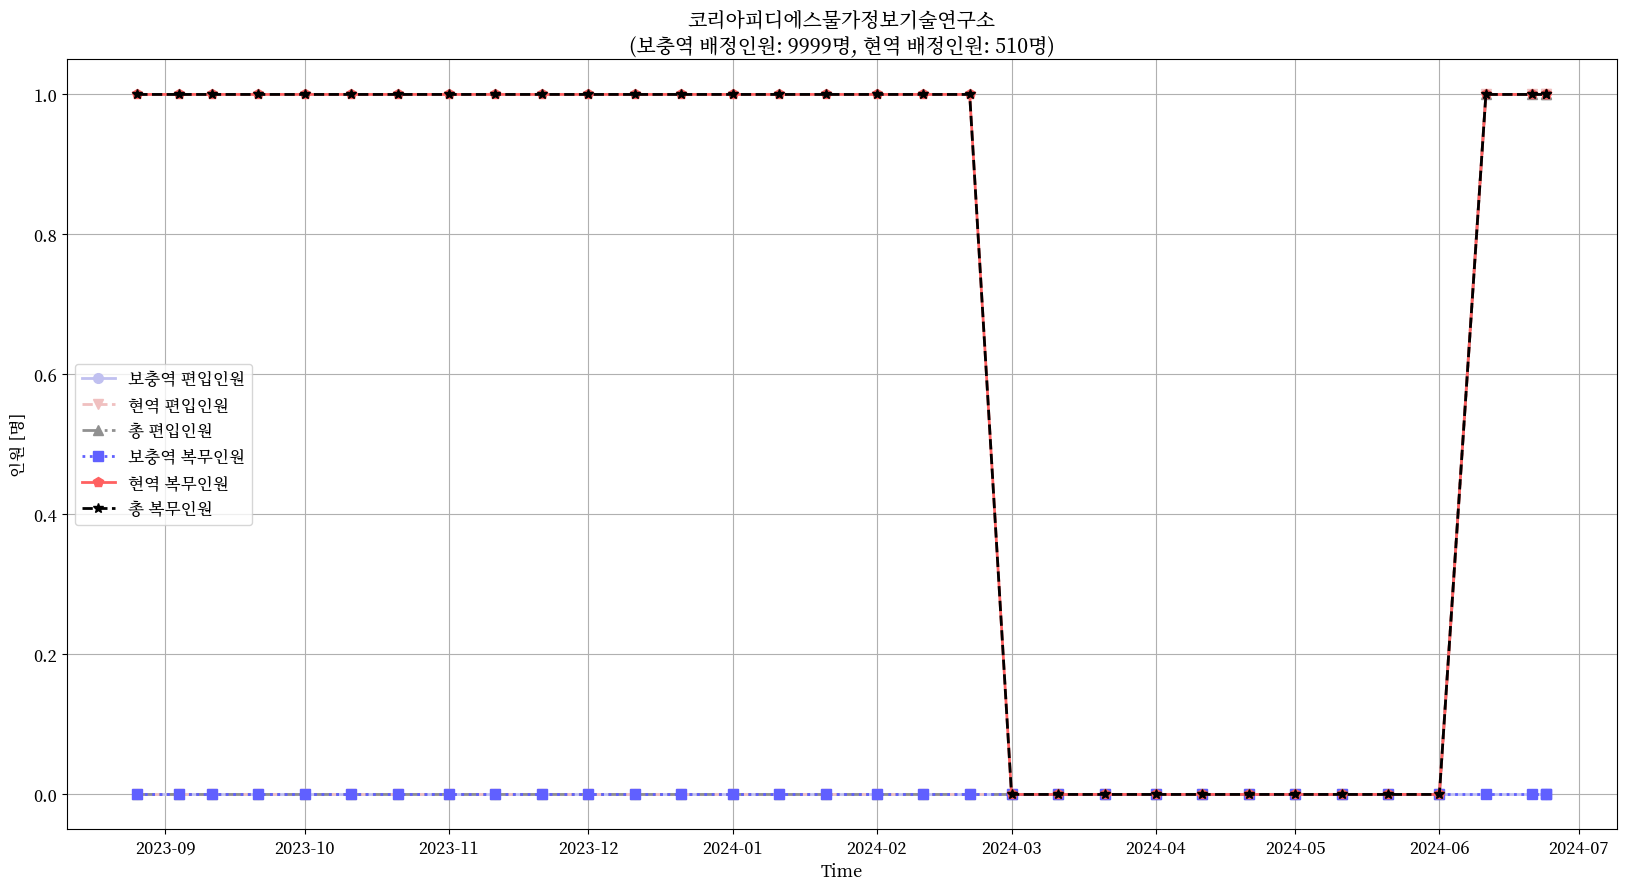 코리아피디에스물가정보기술연구소
(보충역 배정인원: 9999명, 현역 배정인원: 510명)
1.0
0.8
0.6
0.4
0.2
0.0
인원 [명]
보충역 편입인원
현역 편입인원
총 편입인원
보충역 복무인원
현역 복무인원
총 복무인원
2023-09 2023-10 2023-11 2023-12 2024-01 2024-02 2024-03 2024-04 2024-05 2024-06 2024-07
Time